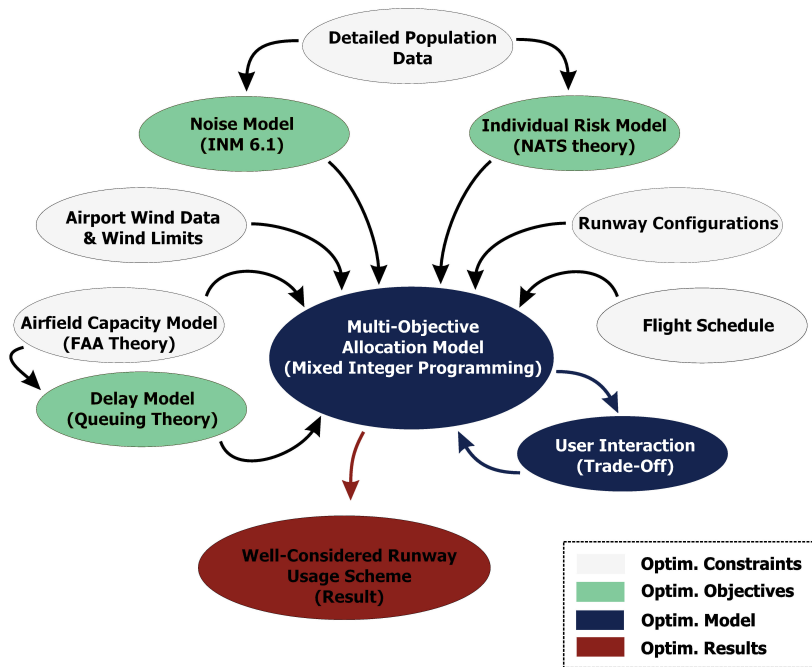 Detailed Population
Data
Noise Model
(INM 6.1)
Individual Risk Model
(NATS theory)
Airport Wind Data
& Wind Limits
Runway Configurations
Airfield Capacity Model
(FAA Theory)
Multi-Objective
Allocation Model
(Mixed Integer Programming)
Flight Schedule
Delay Model
(Queuing Theory)
User Interaction
(Trade-Off)
Well-Considered Runway
Usage Scheme
(Result)
Optim. Constraints
Optim. Objectives
Optim. Model
Optim. Results